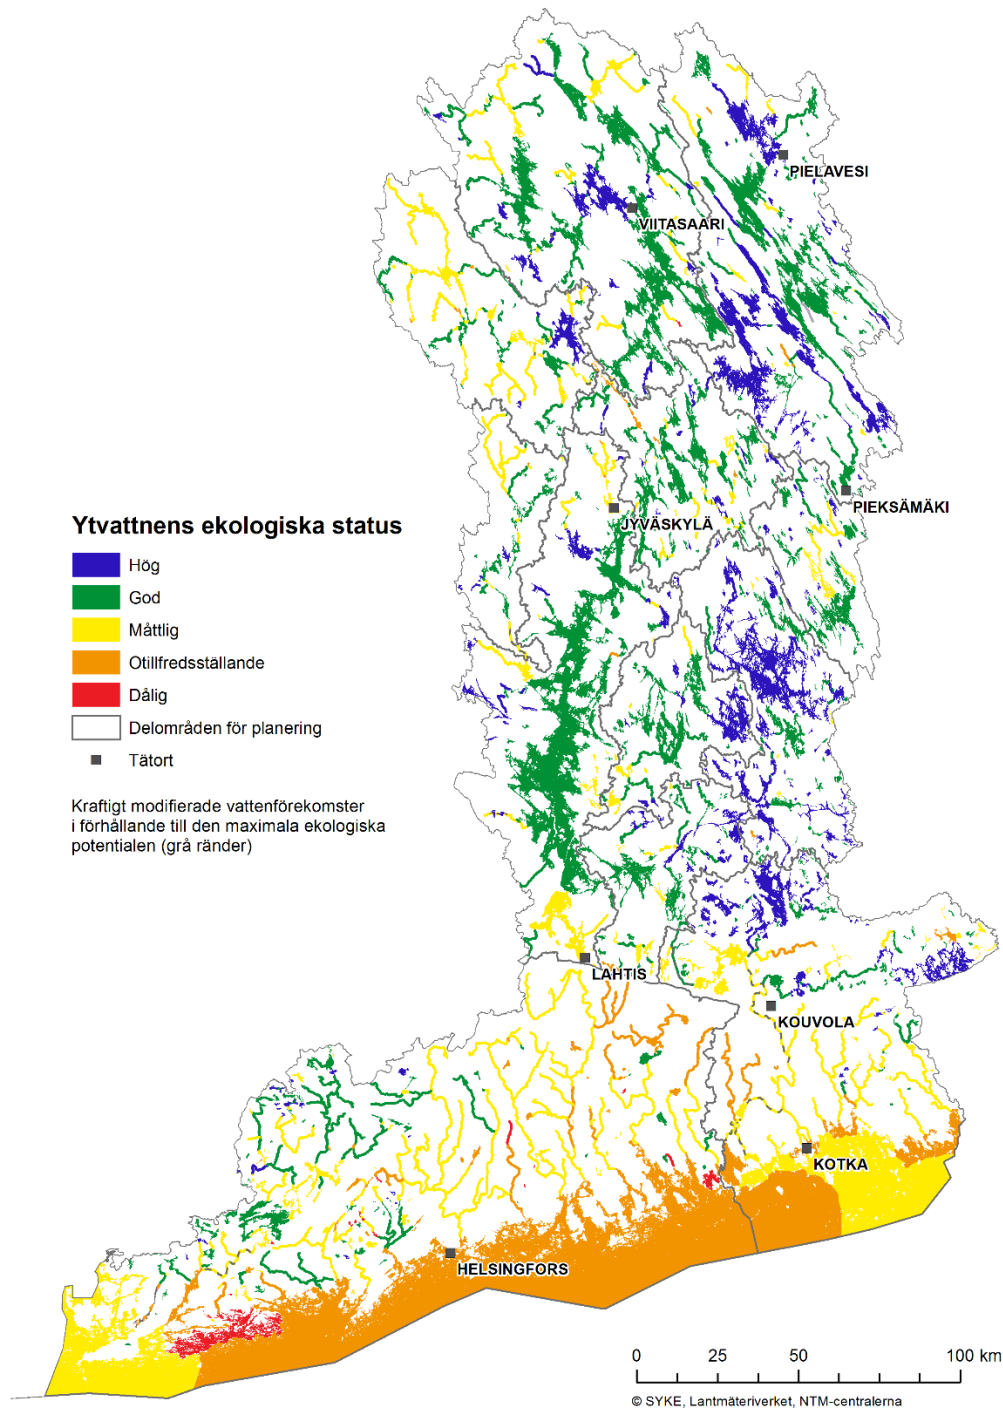 PIELAVESI
VIITASAARI
PIEKSÄMÄKI
JYVÄSKYLÄ
Ytvattnens ekologiska status
Hög
God
Måttlig
Otillfredsställande
Dålig
Delområden för planering
Tätort
Kraftigt modifierade vattenförekomster
i förhållande till den maximala ekologiska
potentialen (grå ränder)
LAHTIS
KOUVOLA
KOTKA
HELSINGFORS
0 25 50 100 km
© SYKE, Lantmäteriverket, NTM-centralerna